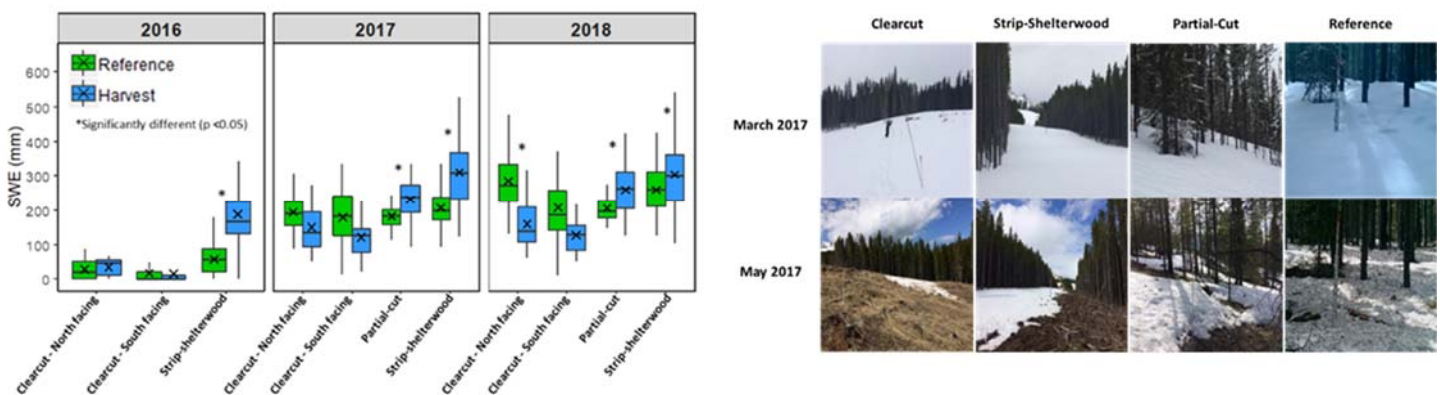 2016
2017
2018
Reference
Harvest
*Significantly different (p <0.05)
SWE (mm)
600
500
400
300
200
100
0
*
*
*
*
*
*
Clearcut - North facing
Clearcut - South facing
Strip-shelterwood
Clearcut - North facing
Clearcut - South facing
Partial-cut
Strip-shelterwood
Clearcut - North facing
Clearcut - South facing
Partial-cut
Strip-shelterwood
Clearcut
Strip-Shelterwood
Partial-Cut
Reference
March 2017
May 2017